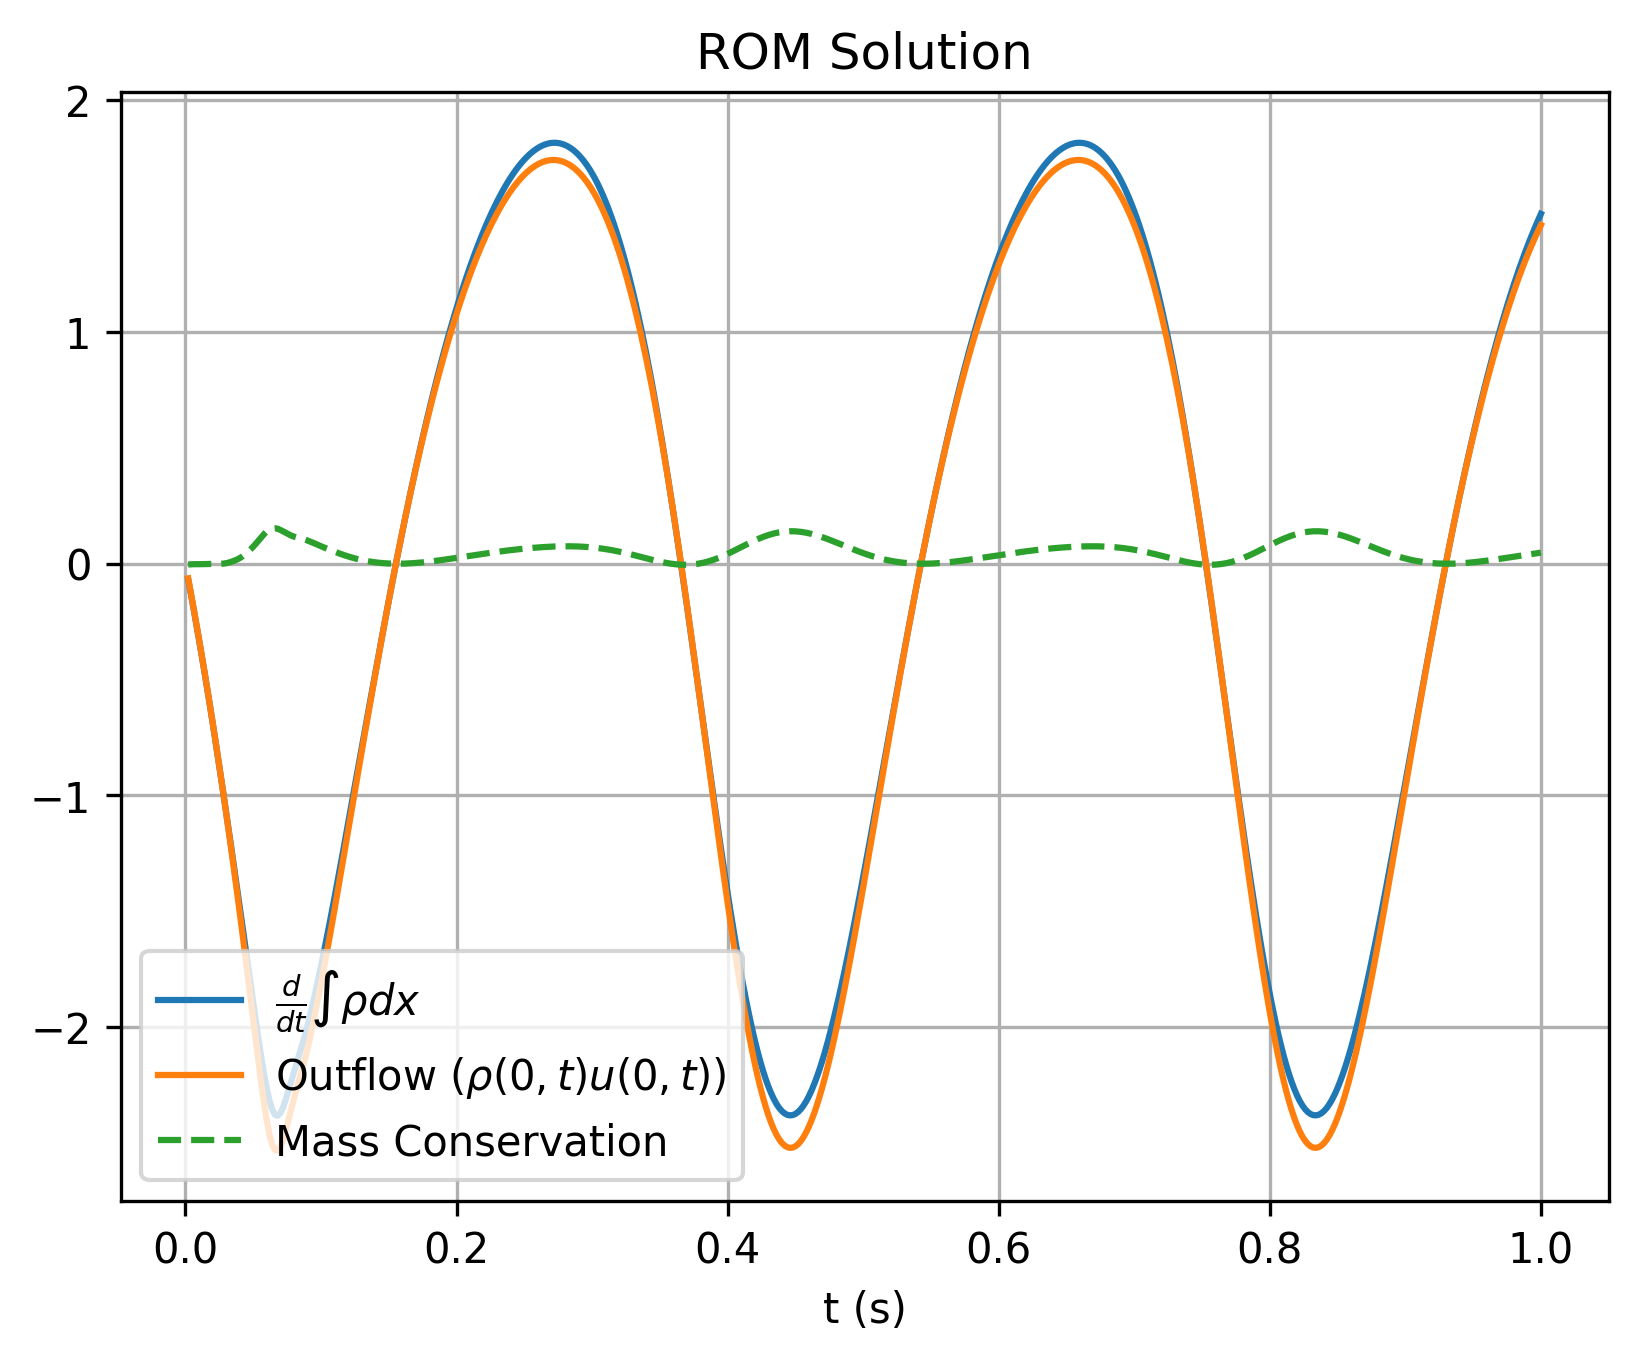 ROM Solution
2
1
0
−1
−2
d/dt ∫ρdx
Outflow (ρ(0, t)u(0, t))
Mass Conservation
0.0 0.2 0.4 0.6 0.8 1.0
t (s)